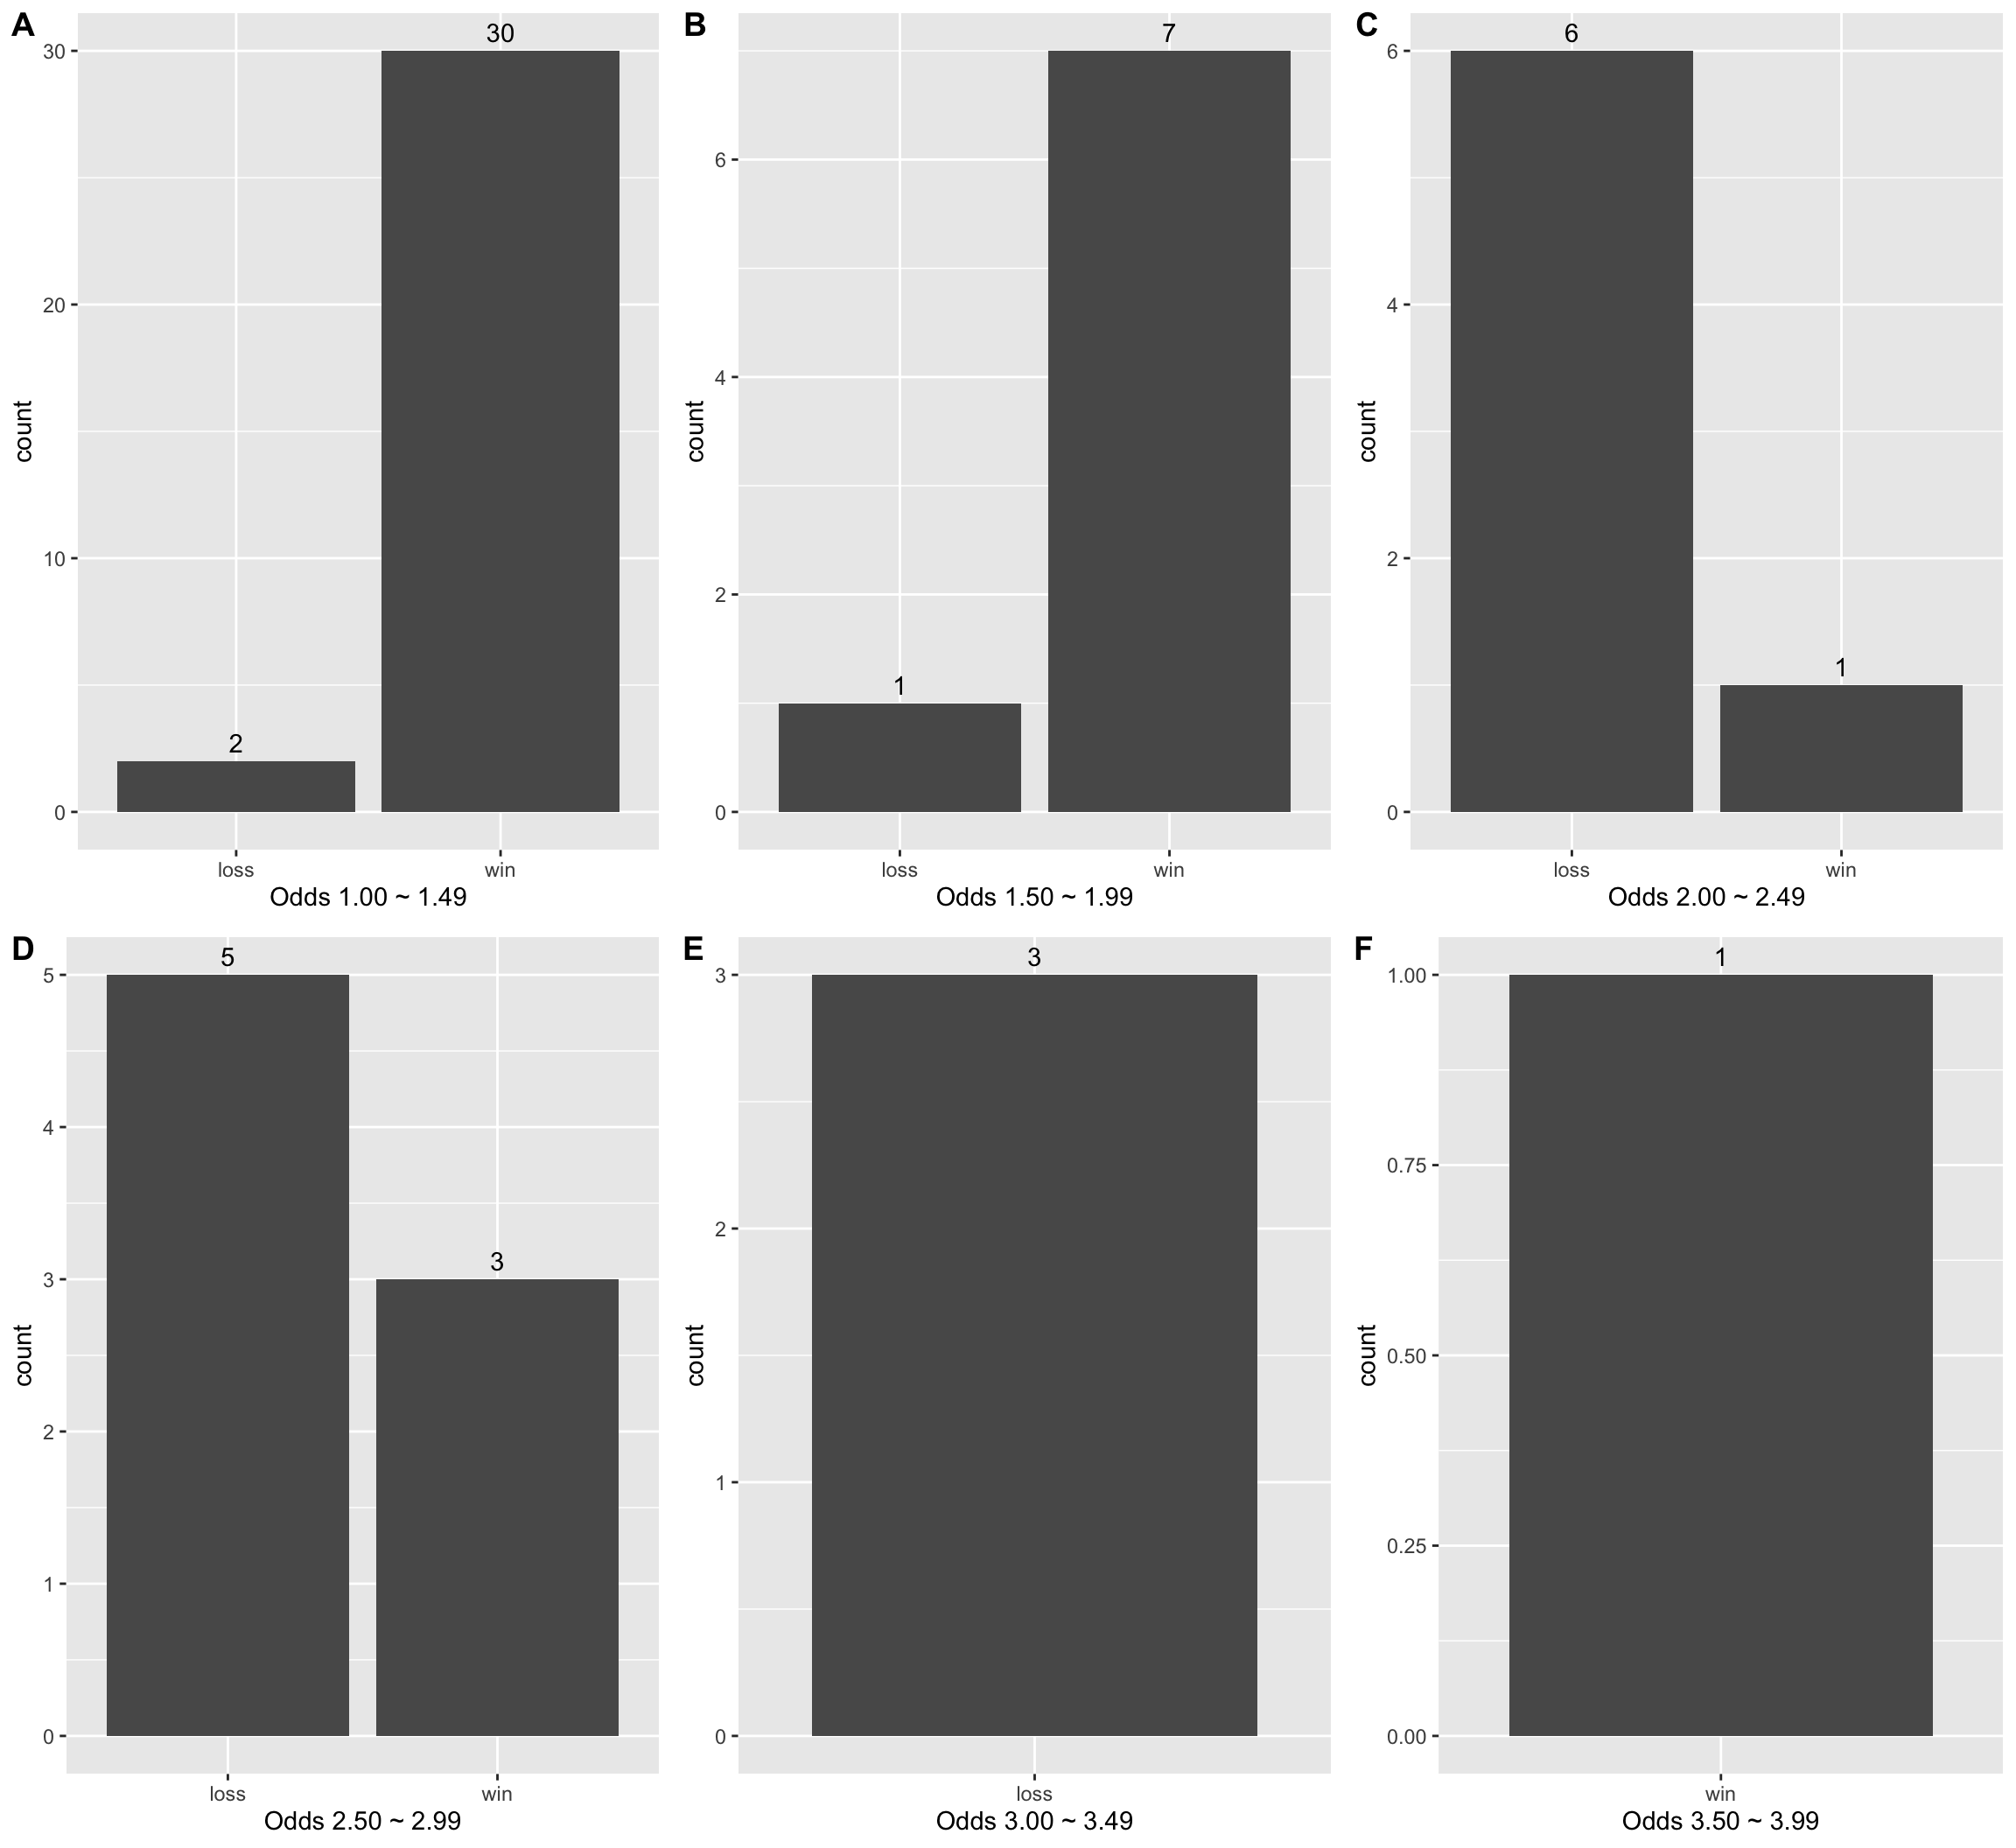 A
30
30
20
10
0
2
count
loss win
Odds 1.00 ~ 1.49
B
7
6
4
2
0
1
count
loss win
Odds 1.50 ~ 1.99
C
6
6
4
2
0
1
count
loss win
Odds 2.00 ~ 2.49
D
5
5
4
3
2
1
0
3
count
loss win
Odds 2.50 ~ 2.99
E
3
3
2
1
0
count
loss
Odds 3.00 ~ 3.49
F
1
1.00
0.75
0.50
0.25
0.00
count
win
Odds 3.50 ~ 3.99